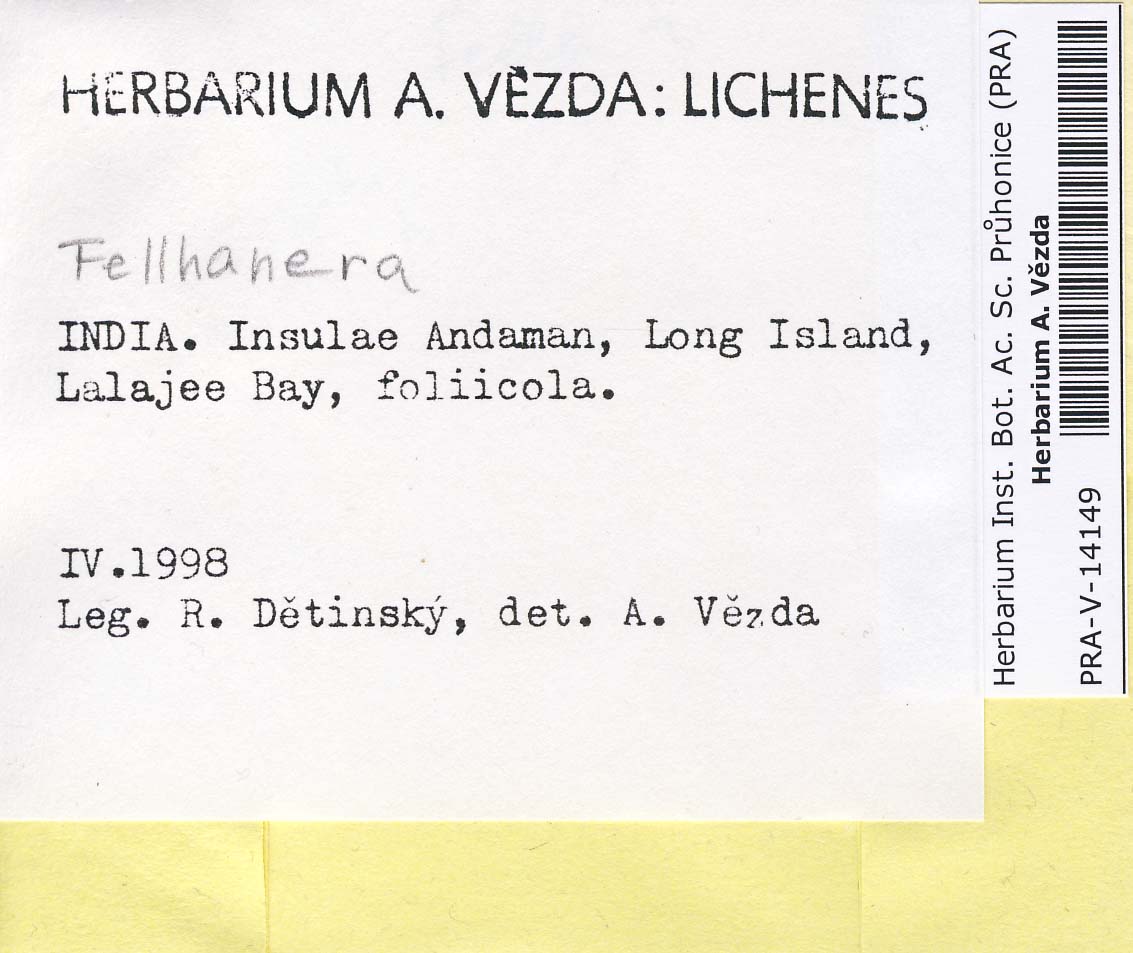 HERBARIUM A. VĚZDA: LICHENES
Fellhanera
INDIA. Insulae Andaman, Long Island,
Lalajee Bay, foliicola.
IV.1998
Leg. R. Dětinský, det. A. Vězda
Herbarium Inst. Bot. Ac. Sc. Průhonice (PRA)
Herbarium A. Vězda
PRA-V-14149